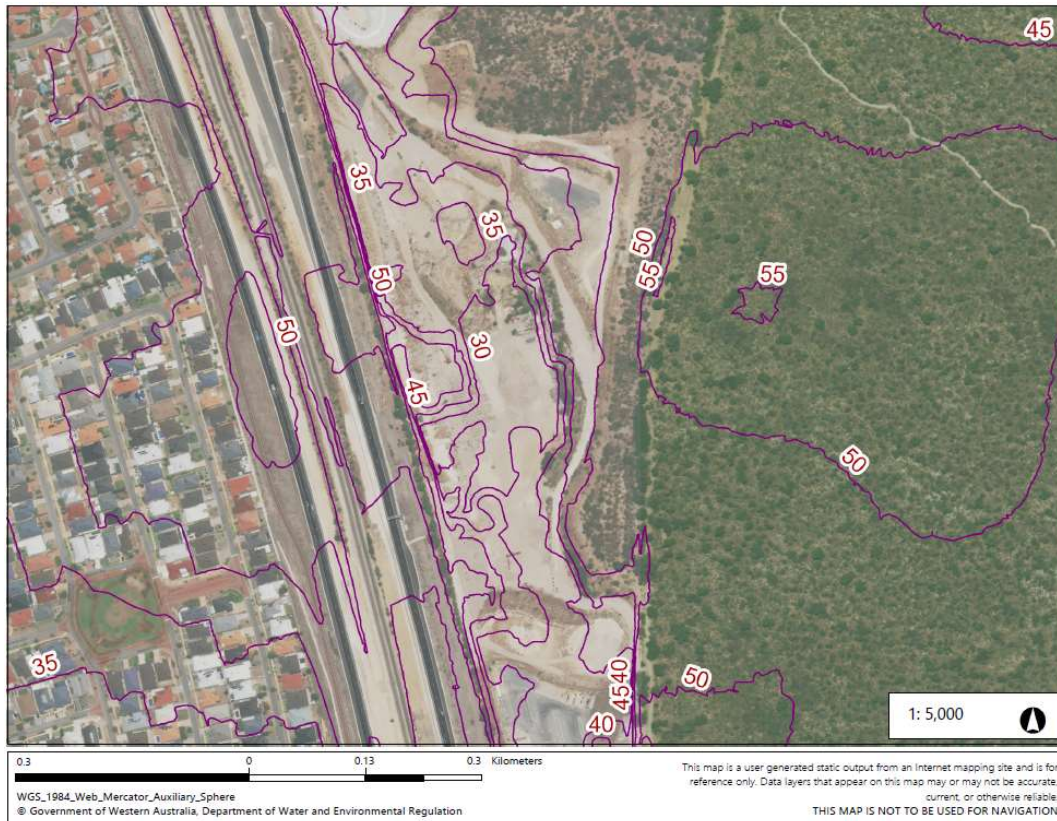 45
35
50
35
50
55
55
50
30
45
50
35
50
40
45
40
1: 5,000
0.3 0 0.13 0.3 Kilometers
WGS_1984_Web_Mercator_Auxiliary_Sphere
© Government of Western Australia, Department of Water and Environmental Regulation
This map is a user generated static output from an Internet mapping site and is for
reference only. Data layers that appear on this map may or may not be accurate,
current, or otherwise reliable.
THIS MAP IS NOT TO BE USED FOR NAVIGATION